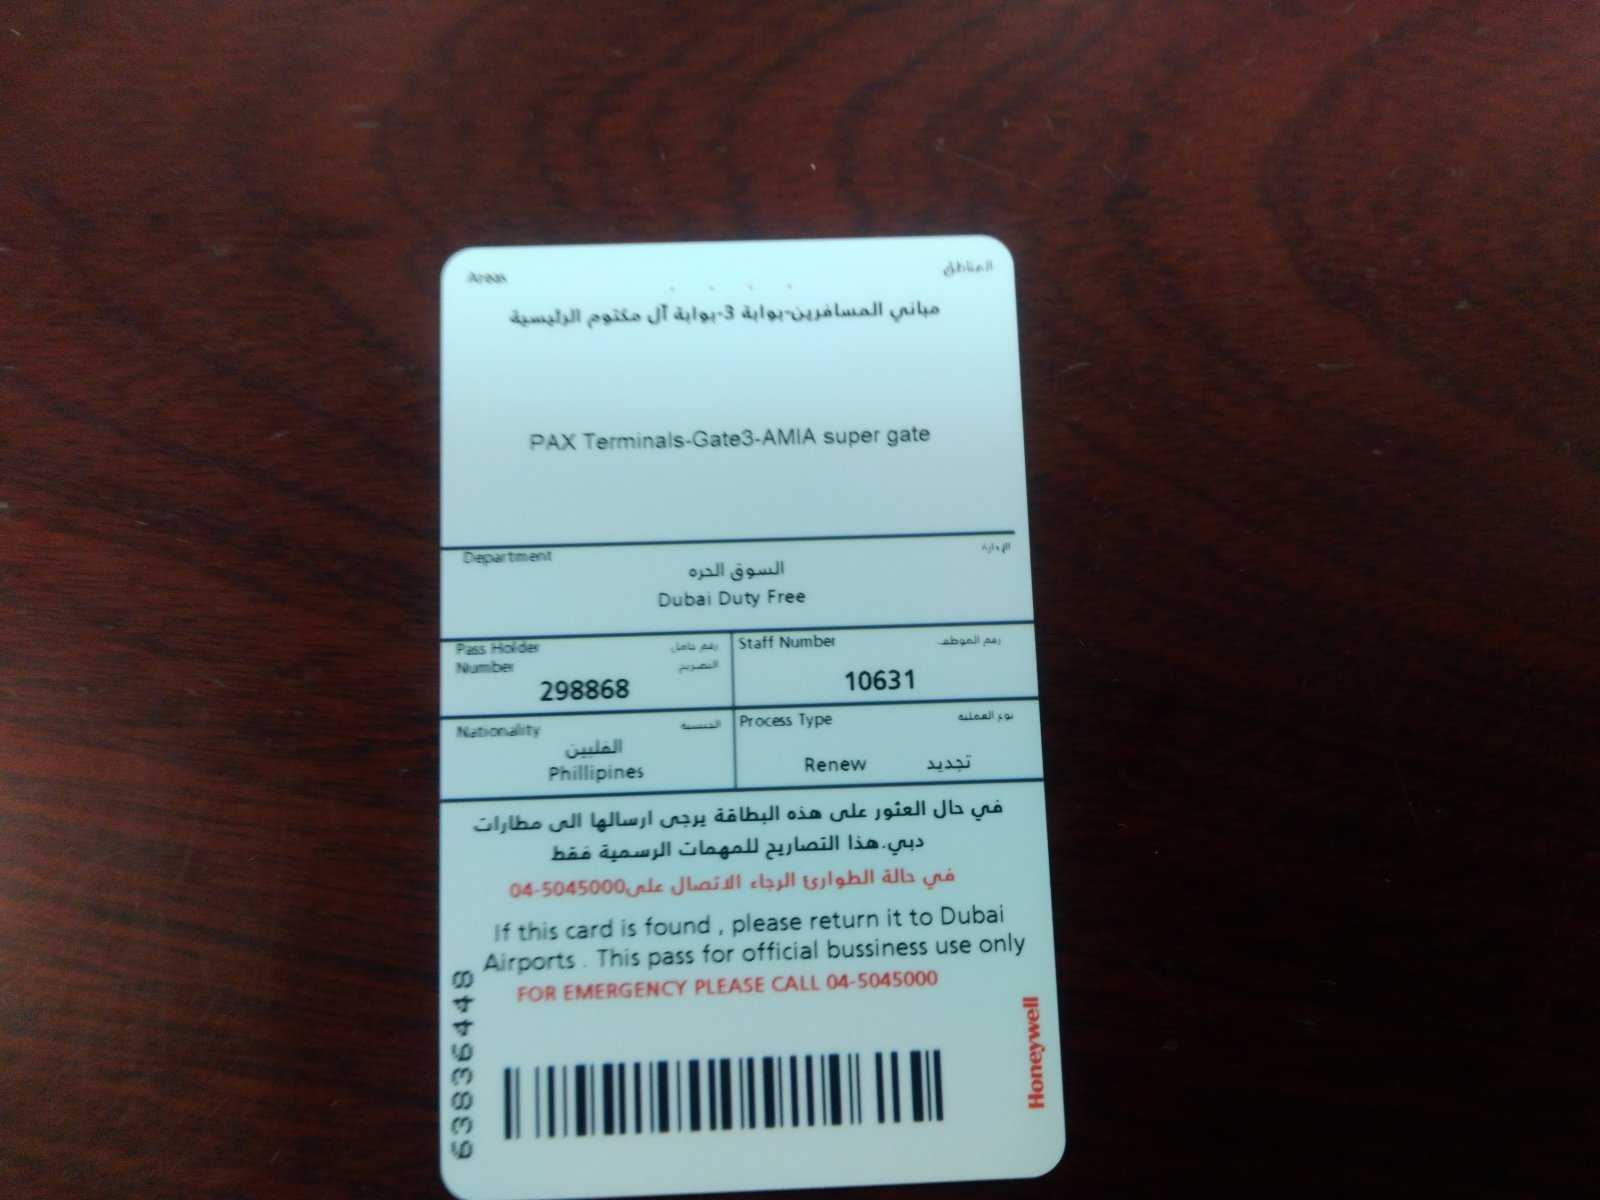 Areas المناطق
مباني المسافرين-بوابة 3-بوابة آل مكتوم الرئيسية
PAX Terminals-Gate3-AMIA super gate
Department الإدارة
السوق الحره
Dubai Duty Free
Pass Holder رقم حامل
Number التصريح
298868
Staff Number رقم الموظف
10631
Nationality الجنسية
الفلبين
Phillipines
Process Type نوع العملية
Renew تجديد
في حال العثور على هذه البطاقة يرجى ارسالها الى مطارات
دبي.هذا التصاريح للمهمات الرسمية فقط
في حالة الطوارئ الرجاء الاتصال على04-5045000
If this card is found , please return it to Dubai
Airports . This pass for official bussiness use only
FOR EMERGENCY PLEASE CALL 04-5045000
63836448
Honeywell